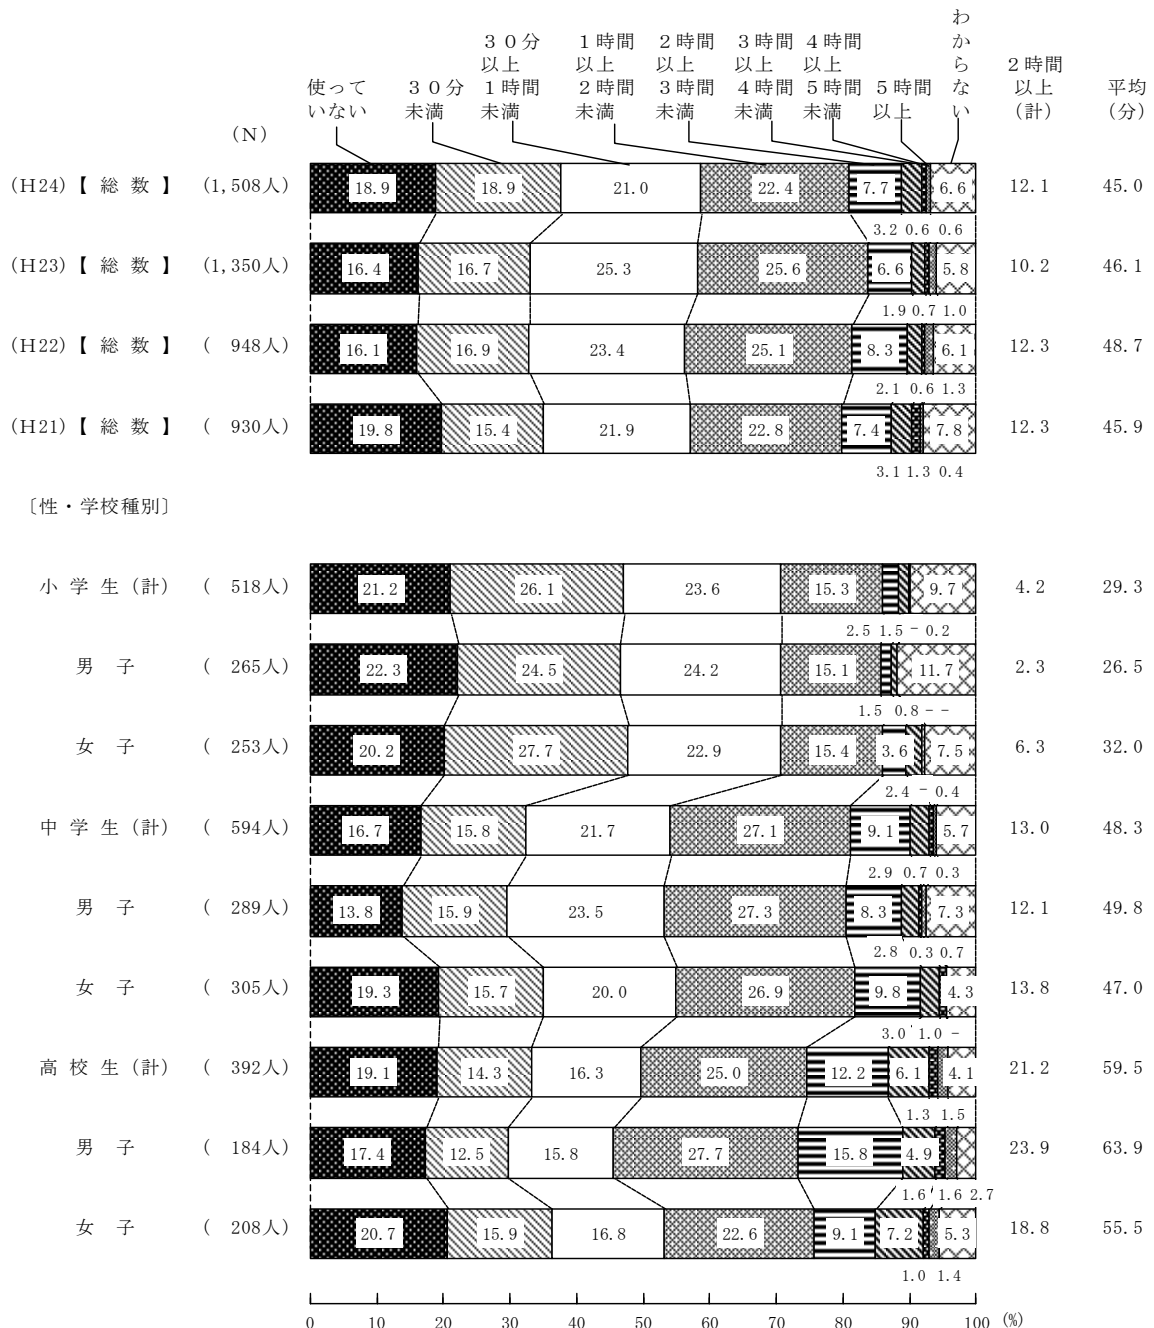 わからない
３０分 １時間 ２時間 ３時間 ４時間
以上 以上 以上 以上 以上 ２時間
使って ３０分 １時間 ２時間 ３時間 ４時間 ５時間 ５時間 以上 平均
いない 未満 未満 未満 未満 未満 未満 以上 （計） （分）
（Ｎ）
(H24)【 総 数 】 (1,508人) 18.9 18.9 21.0 22.4 7.7 6.6 12.1 45.0
3.2 0.6 0.6
(H23)【 総 数 】 (1,350人) 16.4 16.7 25.3 25.6 6.6 5.8 10.2 46.1
1.9 0.7 1.0
(H22)【 総 数 】 ( 948人) 16.1 16.9 23.4 25.1 8.3 6.1 12.3 48.7
2.1 0.6 1.3
(H21)【 総 数 】 ( 930人) 19.8 15.4 21.9 22.8 7.4 7.8 12.3 45.9
3.1 1.3 0.4
〔性・学校種別〕
小 学 生（計） ( 518人) 21.2 26.1 23.6 15.3 9.7 4.2 29.3
2.5 1.5 - 0.2
男 子 ( 265人) 22.3 24.5 24.2 15.1 11.7 2.3 26.5
1.5 0.8 - -
女 子 ( 253人) 20.2 27.7 22.9 15.4 3.6 7.5 6.3 32.0
2.4 - 0.4
中 学 生（計） ( 594人) 16.7 15.8 21.7 27.1 9.1 5.7 13.0 48.3
2.9 0.7 0.3
男 子 ( 289人) 13.8 15.9 23.5 27.3 8.3 7.3 12.1 49.8
2.8 0.3 0.7
女 子 ( 305人) 19.3 15.7 20.0 26.9 9.8 4.3 13.8 47.0
3.0 1.0 -
高 校 生（計） ( 392人) 19.1 14.3 16.3 25.0 12.2 6.1 4.1 21.2 59.5
1.3 1.5
男 子 ( 184人) 17.4 12.5 15.8 27.7 15.8 4.9 23.9 63.9
1.6 1.6 2.7
女 子 ( 208人) 20.7 15.9 16.8 22.6 9.1 7.2 5.3 18.8 55.5
1.0 1.4
0 10 20 30 40 50 60 70 80 90 100 (%)